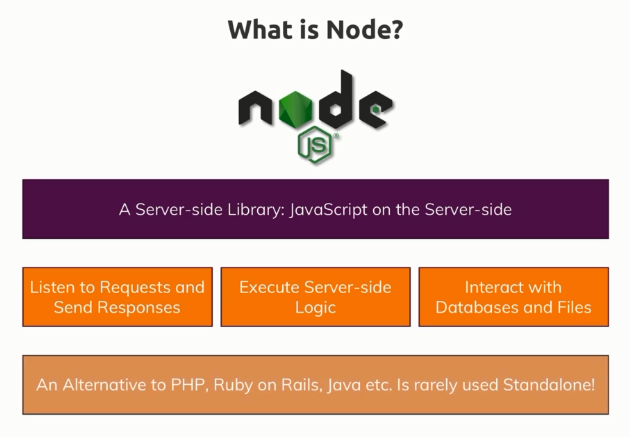 What is Node?
node
JS
®
A Server-side Library: JavaScript on the Server-side
Listen to Requests and
Send Responses
Execute Server-side
Logic
Interact with
Databases and Files
An Alternative to PHP, Ruby on Rails, Java etc. Is rarely used Standalone!